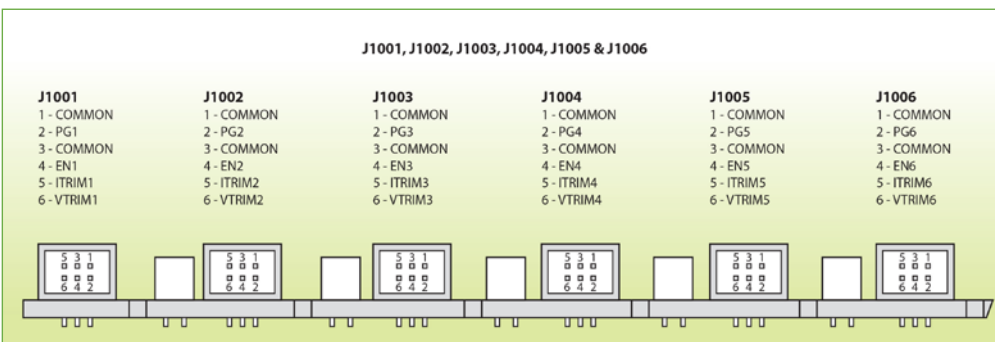 J1001, J1002, J1003, J1004, J1005 & J1006
J1001
1 - COMMON
2 - PG1
3 - COMMON
4 - EN1
5 - ITRIM1
6 - VTRIM1
J1002
1 - COMMON
2 - PG2
3 - COMMON
4 - EN2
5 - ITRIM2
6 - VTRIM2
J1003
1 - COMMON
2 - PG3
3 - COMMON
4 - EN3
5 - ITRIM3
6 - VTRIM3
J1004
1 - COMMON
2 - PG4
3 - COMMON
4 - EN4
5 - ITRIM4
6 - VTRIM4
J1005
1 - COMMON
2 - PG5
3 - COMMON
4 - EN5
5 - ITRIM5
6 - VTRIM5
J1006
1 - COMMON
2 - PG6
3 - COMMON
4 - EN6
5 - ITRIM6
6 - VTRIM6
5 3 1
6 4 2
5 3 1
6 4 2
5 3 1
6 4 2
5 3 1
6 4 2
5 3 1
6 4 2
5 3 1
6 4 2